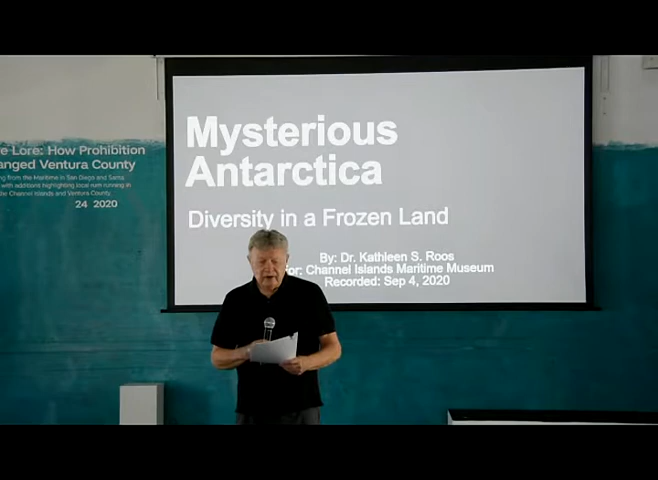 e Lore: How Prohibition
anged Ventura County
24 2020
Mysterious
Antarctica
Diversity in a Frozen Land
By: Dr. Kathleen S. Roos
or: Channel Islands Maritime Museum
Recorded: Sep 4, 2020